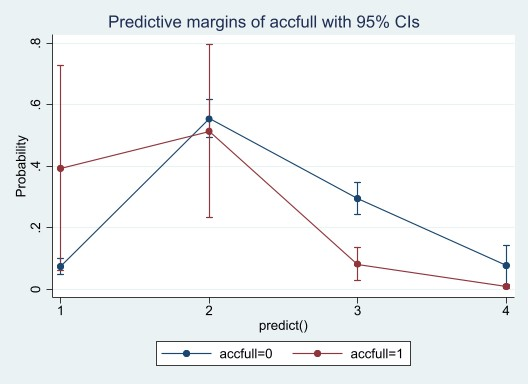 Predictive margins of accfull with 95% CIs
Probability
.8
.6
.4
.2
0
1 2 3 4
predict()
accfull=0 accfull=1